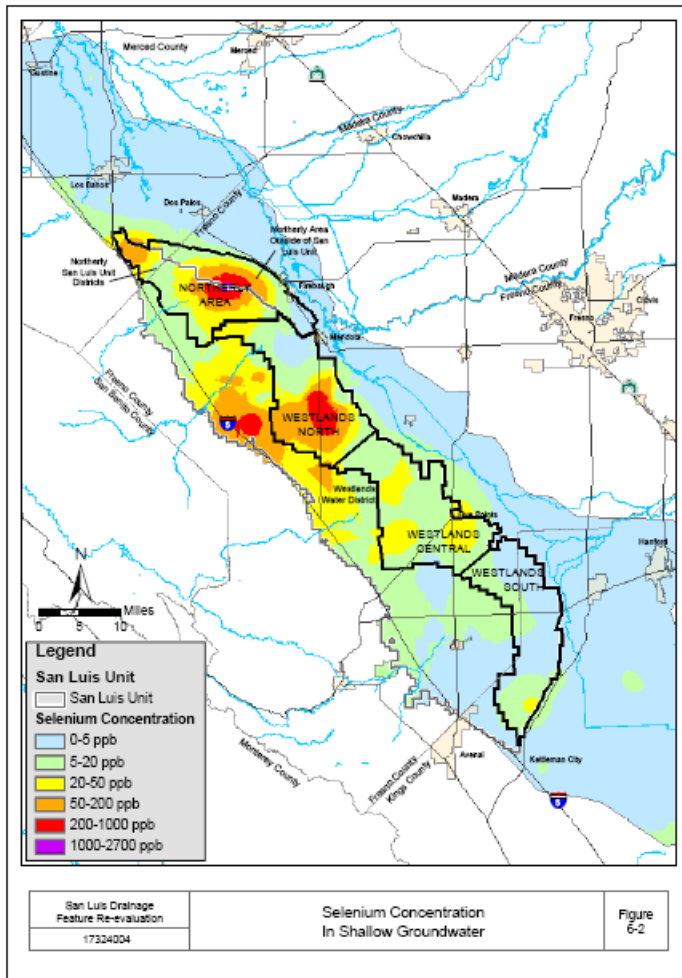 Merced County
Merced
Gustine
Madera County
Chowchilla
Los Banos
Dos Palos
Fresno County
Madera
Northerly Area
Outside of San
Luis Unit
Northerly
San Luis Unit
Districts
NORTHERLY
AREA
Firebaugh
Madera County
Fresno County
Clovis
Fresno
Mendota
Fresno County
San Benito County
5
WESTLANDS
NORTH
Westlands
Water District
Points
WESTLANDS
CENTRAL
Hanford
WESTLANDS
SOUTH
N
Miles
0 5 10
Legend
San Luis Unit
San Luis Unit
Selenium Concentration
0-5 ppb
5-20 ppb
20-50 ppb
50-200 ppb
200-1000 ppb
1000-2700 ppb
Monterey County
Fresno County
Kings County
Avenal
Kettleman City
5
San Luis Drainage
Feature Re-evaluation
17324004
Selenium Concentration
In Shallow Groundwater
Figure
6-2